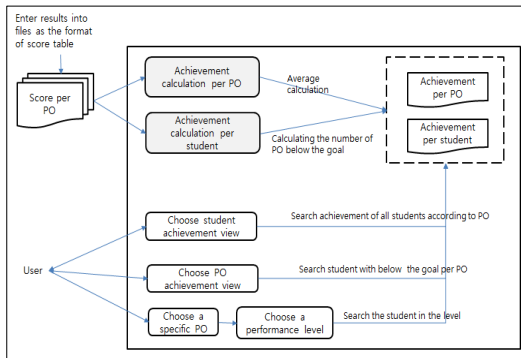 Enter results into
files as the format
of score table
Score per
PO
Achievement
calculation per PO
Achievement
calculation per
student
Average
calculation
Calculating the number of
PO below the goal
Achievement
per PO
Achievement
per student
User
Choose student
achievement view
Search achievement of all students according to PO
Choose PO
achievement view
Search student with below the goal per PO
Choose a
specific PO
Choose a
performance level
Search the student in the level